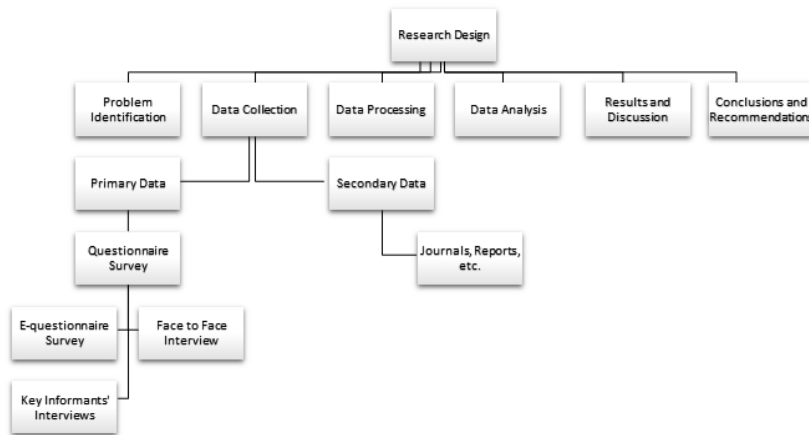 Research Design
Problem
Identification
Data Collection
Data Processing
Data Analysis
Results and
Discussion
Conclusions and
Recommendations
Primary Data
Secondary Data
Questionnaire
Survey
Journals, Reports,
etc.
E-questionnaire
Survey
Face to Face
Interview
Key Informants'
Interviews